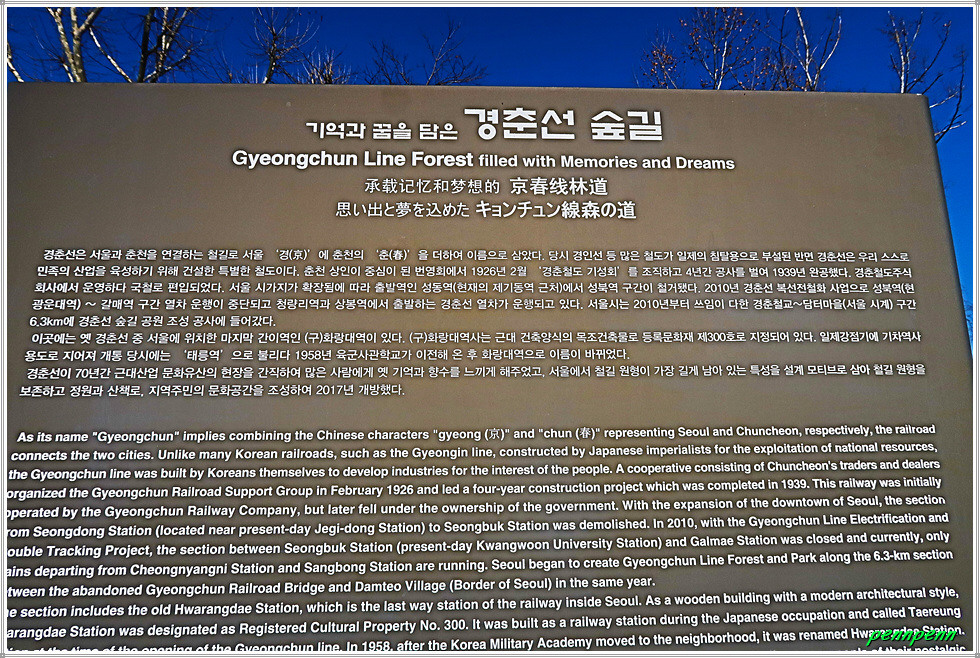 기억과 꿈을 담은 경춘선 숲길
Gyeongchun Line Forest filled with Memories and Dreams
承载记忆和梦想的 京春线林道
思い出と夢を込めた キョンチュン線森の道
경춘선은 서울과 춘천을 연결하는 철길로 서울 '경(京)'에 춘천의 '춘(春)'을 더하여 이름으로 삼았다. 당시 경인선 등 많은 철도가 일제의 침탈용으로 부설된 반면 경춘선은 우리 스스로
민족의 산업을 육성하기 위해 건설한 특별한 철도이다. 춘천 상인이 중심이 된 번영회에서 1926년 2월 '경춘철도 기성회'를 조직하고 4년간 공사를 벌여 1939년 완공했다. 경춘철도주식
회사에서 운영하다 국철로 편입되었다. 서울 시가지가 확장됨에 따라 출발역인 성동역(현재의 제기동역 근처)에서 성북역 구간이 철거됐다. 2010년 경춘선 복선전철화 사업으로 성북역(현
광운대역) ~ 갈매역 구간 열차 운행이 중단되고 청량리역과 상봉역에서 출발하는 경춘선 열차가 운행되고 있다. 서울시는 2010년부터 쓰임이 다한 경춘철교~담터마을(서울 시계) 구간
6.3km에 경춘선 숲길 공원 조성 공사에 들어갔다.
이곳에는 옛 경춘선 중 서울에 위치한 마지막 간이역인 (구)화랑대역이 있다. (구)화랑대역사는 근대 건축양식의 목조건축물로 등록문화재 제300호로 지정되어 있다. 일제강점기에 기차역사
용도로 지어져 개통 당시에는 '태릉역'으로 불리다 1958년 육군사관학교가 이전해 온 후 화랑대역으로 이름이 바뀌었다.
경춘선이 70년간 근대산업 문화유산의 현장을 간직하여 많은 사람에게 옛 기억과 향수를 느끼게 해주었고, 서울에서 철길 원형이 가장 길게 남아 있는 특성을 설계 모티브로 삼아 철길 원형을
보존하고 정원과 산책로, 지역주민의 문화공간을 조성하여 2017년 개방했다.
As its name "Gyeongchun" implies combining the Chinese characters "gyeong (京)" and "chun (春)" representing Seoul and Chuncheon, respectively, the railroad
connects the two cities. Unlike many Korean railroads, such as the Gyeongin line, constructed by Japanese imperialists for the exploitation of national resources,
the Gyeongchun line was built by Koreans themselves to develop industries for the interest of the people. A cooperative consisting of Chuncheon's traders and dealers
organized the Gyeongchun Railroad Support Group in February 1926 and led a four-year construction project which was completed in 1939. This railway was initially
operated by the Gyeongchun Railway Company, but later fell under the ownership of the government. With the expansion of the downtown of Seoul, the section
rom Seongdong Station (located near present-day Jegi-dong Station) to Seongbuk Station was demolished. In 2010, with the Gyeongchun Line Electrification and
ouble Tracking Project, the section between Seongbuk Station (present-day Kwangwoon University Station) and Galmae Station was closed and currently, only
ains departing from Cheongnyangni Station and Sangbong Station are running. Seoul began to create Gyeongchun Line Forest and Park along the 6.3-km section
tween the abandoned Gyeongchun Railroad Bridge and Damteo Village (Border of Seoul) in the same year.
e section includes the old Hwarangdae Station, which is the last way station of the railway inside Seoul. As a wooden building with a modern architectural style,
arangdae Station was designated as Registered Cultural Property No. 300. It was built as a railway station during the Japanese occupation and called Taereung
at the time of the opening of the Gyeongchun line. In 1958, after the Korea Military Academy moved to the neighborhood, it was renamed Hwarangdae Station.
of their nostalgic
pennpenn